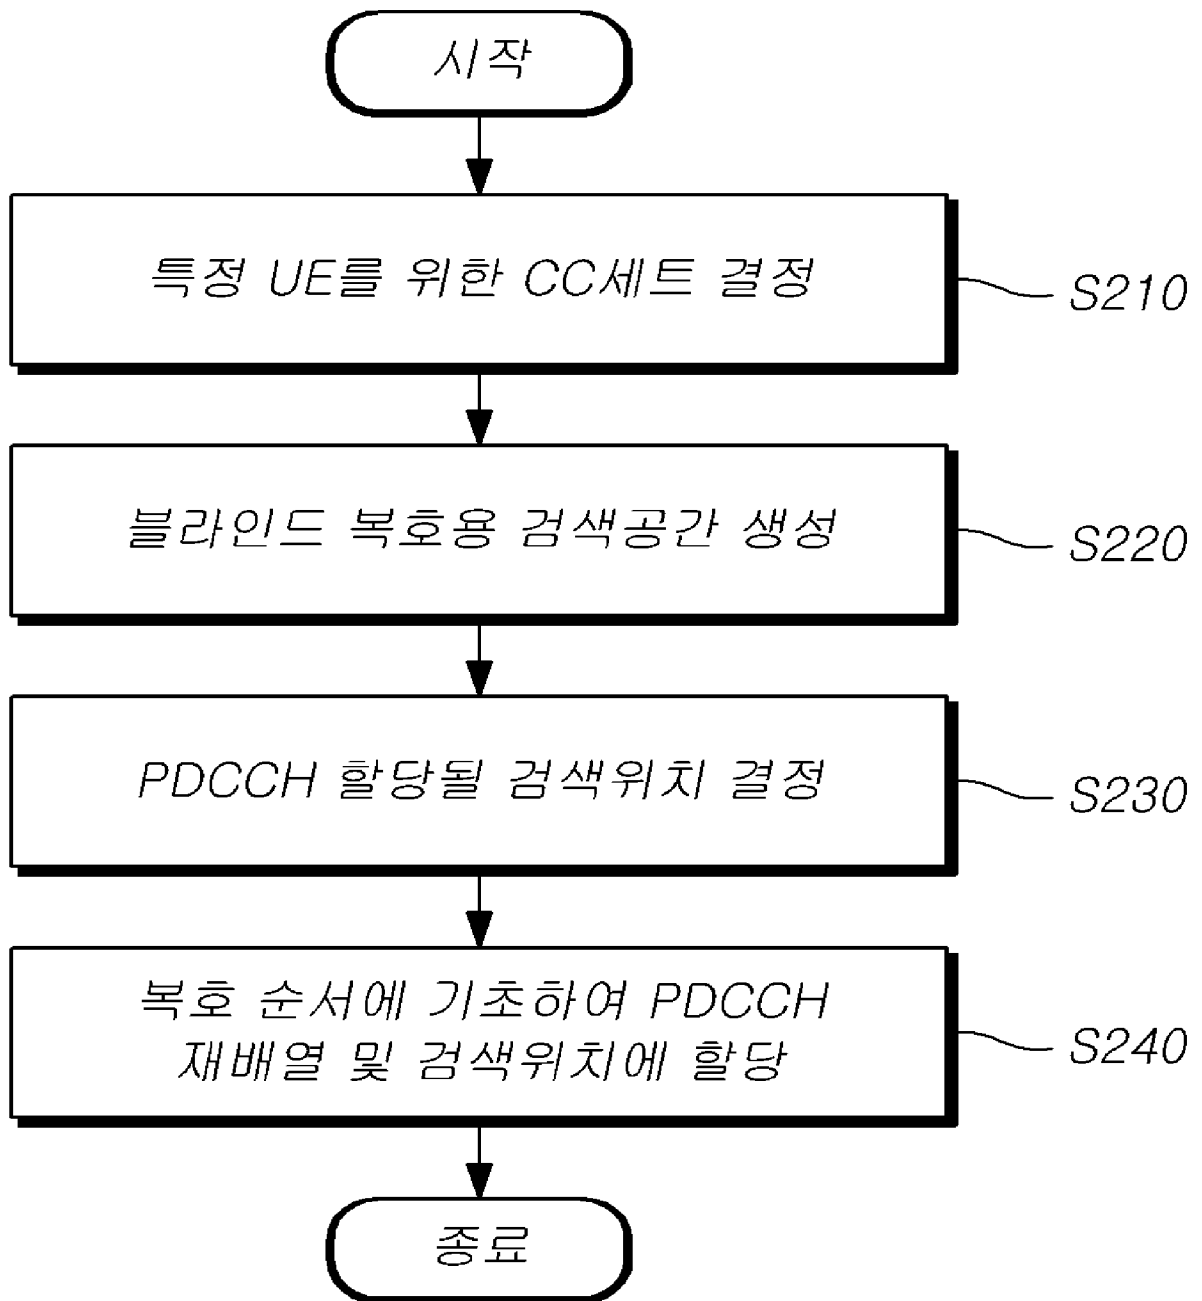 시작
특정 UE를 위한 CC세트 결정
S210
블라인드 복호용 검색공간 생성
S220
PDCCH 할당될 검색위치 결정
S230
복호 순서에 기초하여 PDCCH
재배열 및 검색위치에 할당
S240
종료